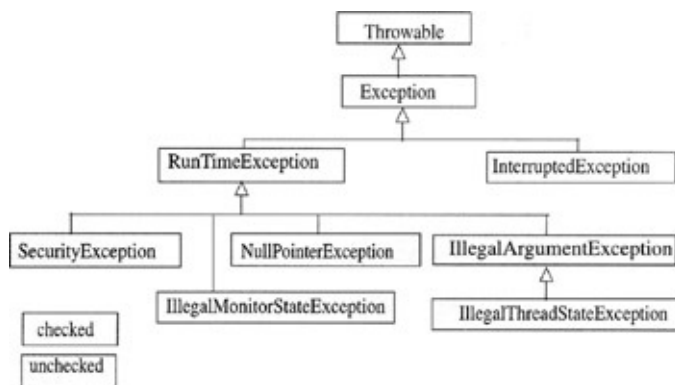 Throwable
Exception
RunTimeException
InterruptedException
SecurityException
NullPointerException
IllegalArgumentException
IllegalMonitorStateException
IllegalThreadStateException
checked
unchecked